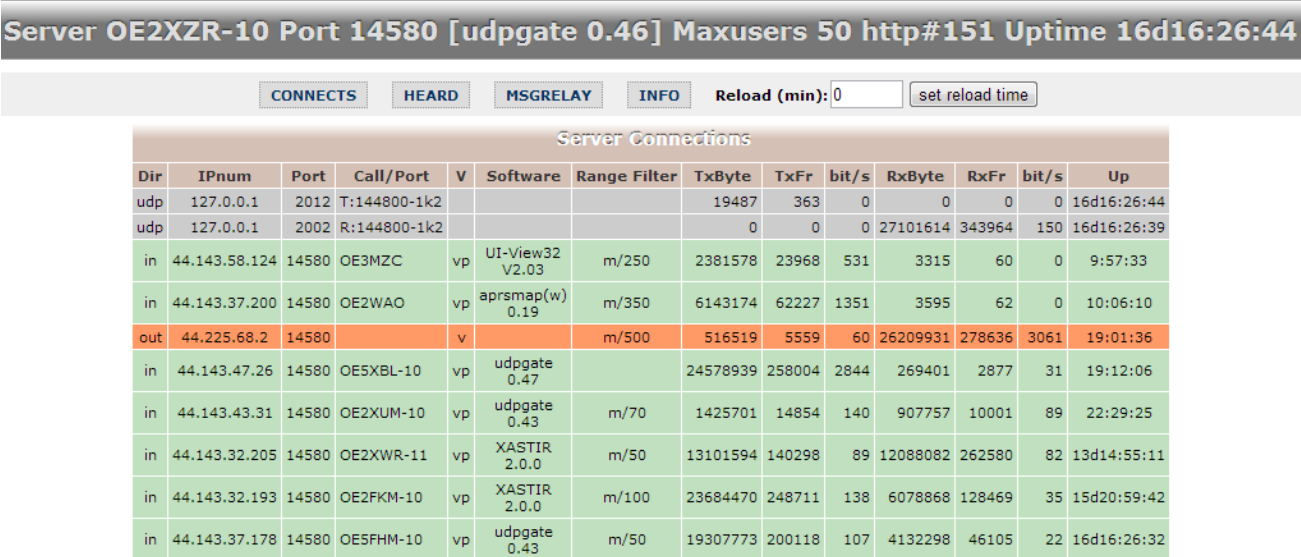 Server OE2XZR-10 Port 14580 [udpgate 0.46] Maxusers 50 http#151 Uptime 16d16:26:44
CONNECTS HEARD MSGRELAY INFO Reload (min): 0 set reload time
Server Connections
Dir IPnum Port Call/Port V Software Range Filter TxByte TxFr bit/s RxByte RxFr bit/s Up
udp 127.0.0.1 2012 T:144800-1k2 19487 363 0 0 0 0 16d16:26:44
udp 127.0.0.1 2002 R:144800-1k2 0 0 0 27101614 343964 150 16d16:26:39
in 44.143.58.124 14580 OE3MZC vp UI-View32 V2.03 m/250 2381578 23968 531 3315 60 0 9:57:33
in 44.143.37.200 14580 OE2WAO vp aprsmap(w) 0.19 m/350 6143174 62227 1351 3595 62 0 10:06:10
out 44.225.68.2 14580 v m/500 516519 5559 60 26209931 278636 3061 19:01:36
in 44.143.47.26 14580 OE5XBL-10 vp udpgate 0.47 24578939 258004 2844 269401 2877 31 19:12:06
in 44.143.43.31 14580 OE2XUM-10 vp udpgate 0.43 m/70 1425701 14854 140 907757 10001 89 22:29:25
in 44.143.32.205 14580 OE2XWR-11 vp XASTIR 2.0.0 m/50 13101594 140298 89 12088082 262580 82 13d14:55:11
in 44.143.32.193 14580 OE2FKM-10 vp XASTIR 2.0.0 m/100 23684470 248711 138 6078868 128469 35 15d20:59:42
in 44.143.37.178 14580 OE5FHM-10 vp udpgate 0.43 m/50 19307773 200118 107 4132298 46105 22 16d16:26:32